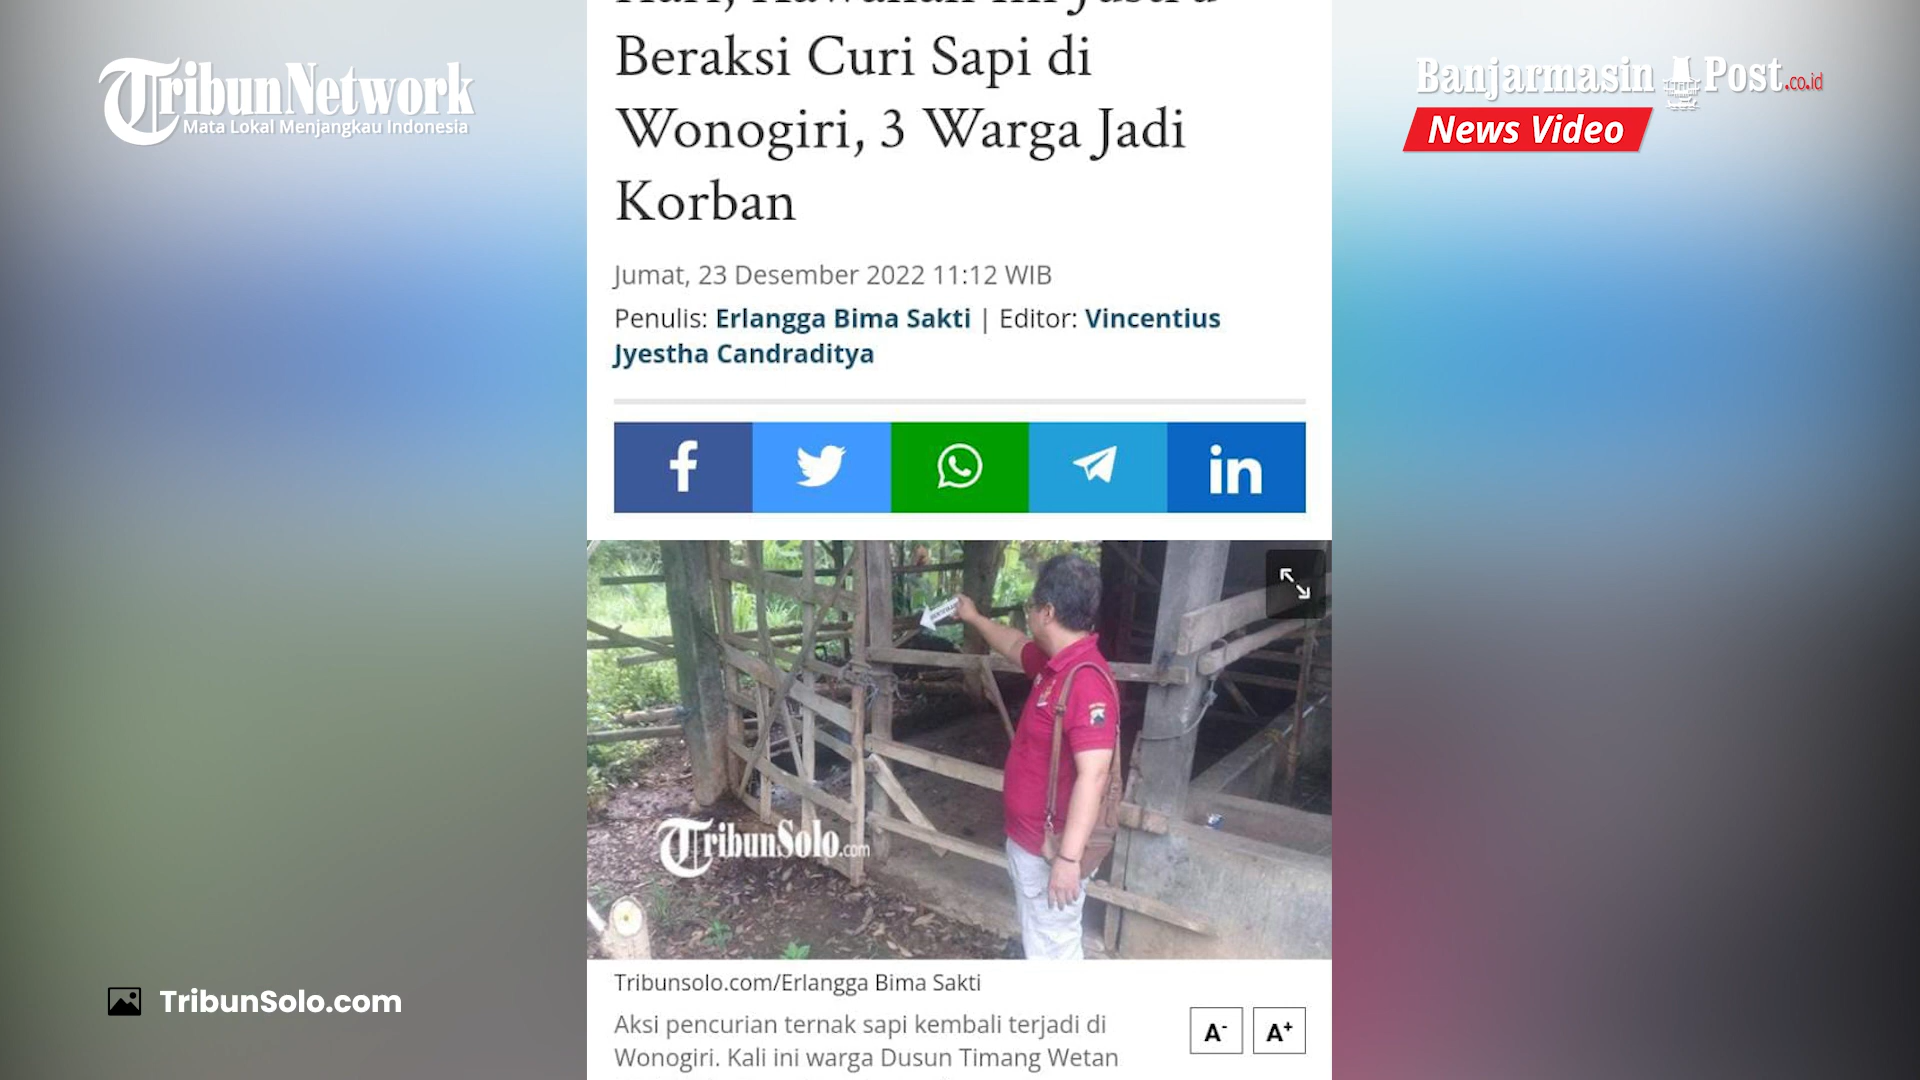 Beraksi Curi Sapi di
Wonogiri, 3 Warga Jadi
Korban
Jumat, 23 Desember 2022 11:12 WIB
Penulis: Erlangga Bima Sakti | Editor: Vincentius
Jyestha Candraditya
TribunSolo.com
Tribunsolo.com/Erlangga Bima Sakti
Aksi pencurian ternak sapi kembali terjadi di
Wonogiri. Kali ini warga Dusun Timang Wetan
A-
A+
TribunNetwork
Mata Lokal Menjangkau Indonesia
Banjarmasin Post.co.id
News Video
TribunSolo.com